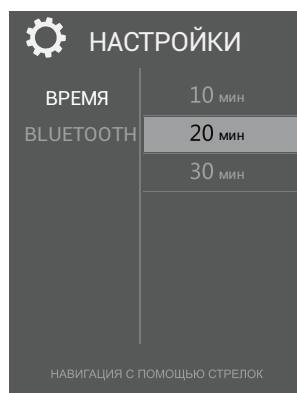 НАСТРОЙКИ
ВРЕМЯ
BLUETOOTH
10 мин
20 мин
30 мин
НАВИГАЦИЯ С ПОМОЩЬЮ СТРЕЛОК